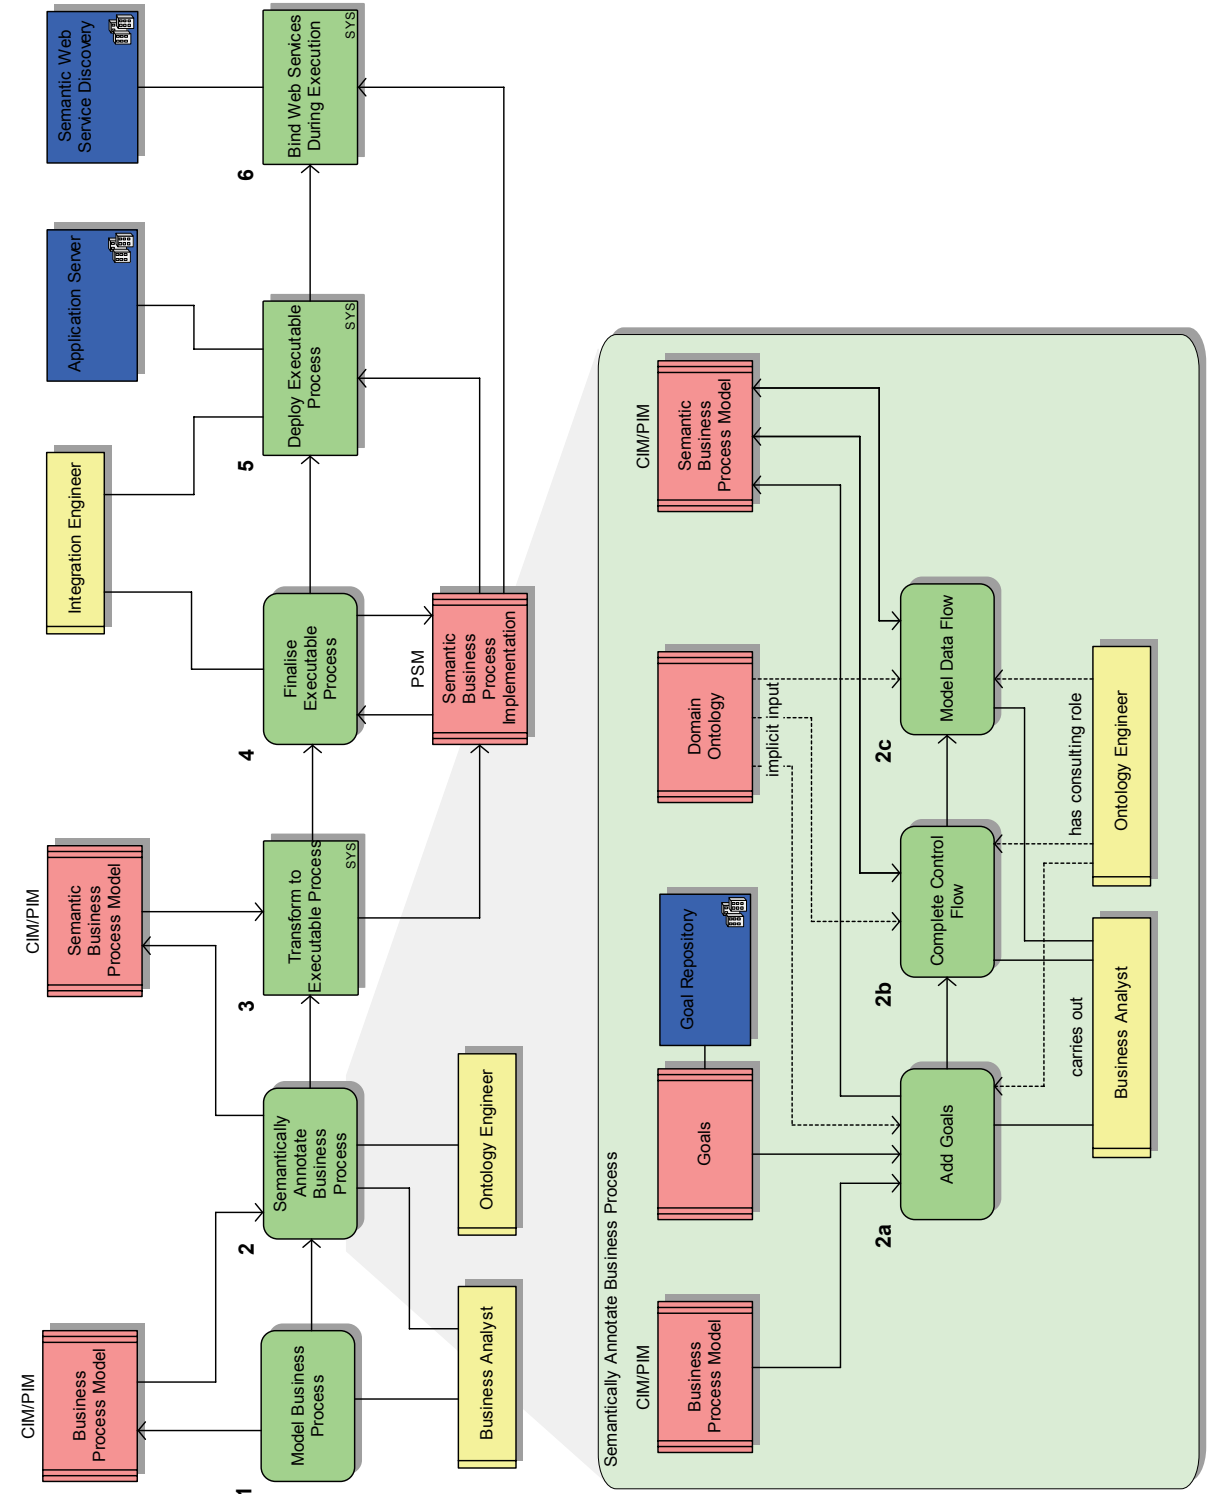 CIM/PIM
Business
Process Model
CIM/PIM
Semantic
Business
Process Model
Integration Engineer
Application Server
Semantic Web
Service Discovery
1
Model Business
Process
2
Semantically
Annotate
Business
Process
3
Transform to
Executable Process
SYS
4
Finalise
Executable
Process
5
Deploy Executable
Process
SYS
6
Bind Web Services
During Execution
SYS
Business Analyst
Ontology Engineer
PSM
Semantic
Business
Process
Implementation
Semantically Annotate Business Process
CIM/PIM
Business
Process Model
Goals
Goal Repository
Domain
Ontology
implicit input
CIM/PIM
Semantic
Business
Process Model
2a
Add Goals
2b
Complete Control
Flow
2c
Model Data Flow
carries out
has consulting role
Business Analyst
Ontology Engineer